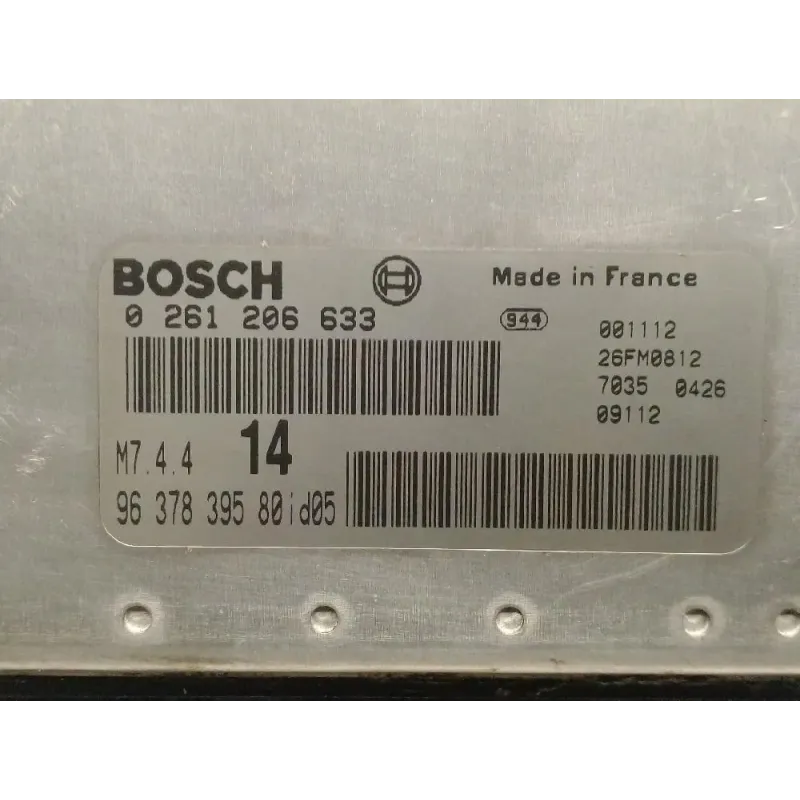 BOSCH
Made in France
0 261 206 633
944
001112
26FM0812
7035 0426
09112
M7.4.4 14
96 378 395 80id05